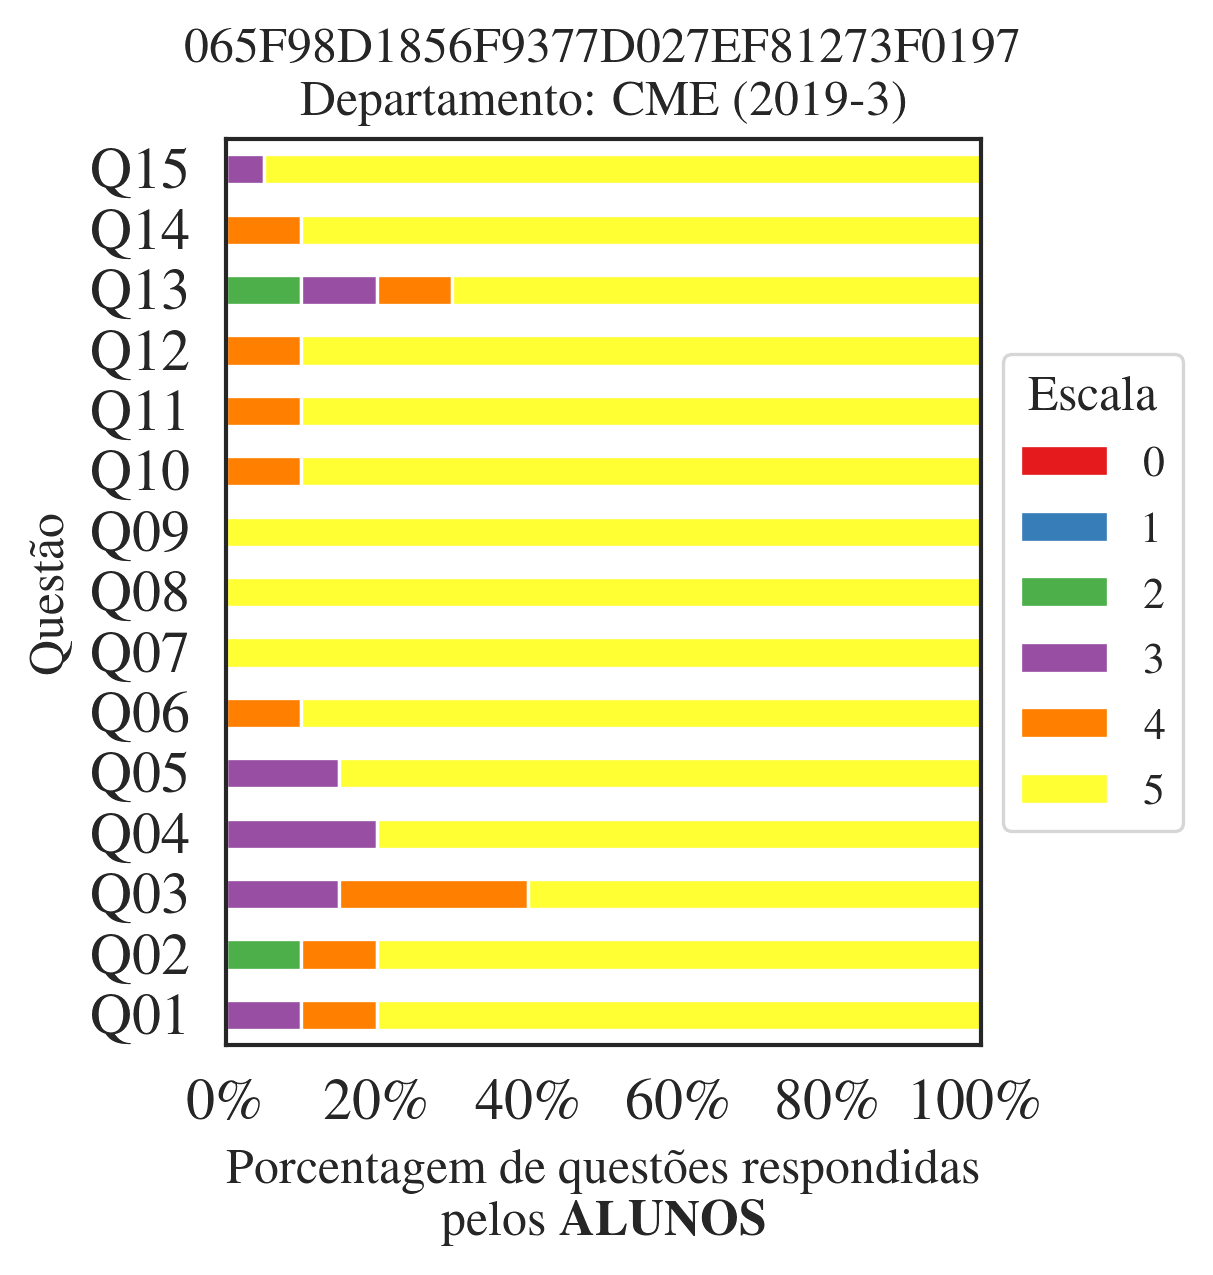 065F98D1856F9377D027EF81273F0197
Departamento: CME (2019-3)
Q15
Q14
Q13
Q12
Q11
Q10
Q09
Q08
Q07
Q06
Q05
Q04
Q03
Q02
Q01
Questão
0% 20% 40% 60% 80% 100%
Porcentagem de questões respondidas
pelos ALUNOS
Escala
0
1
2
3
4
5